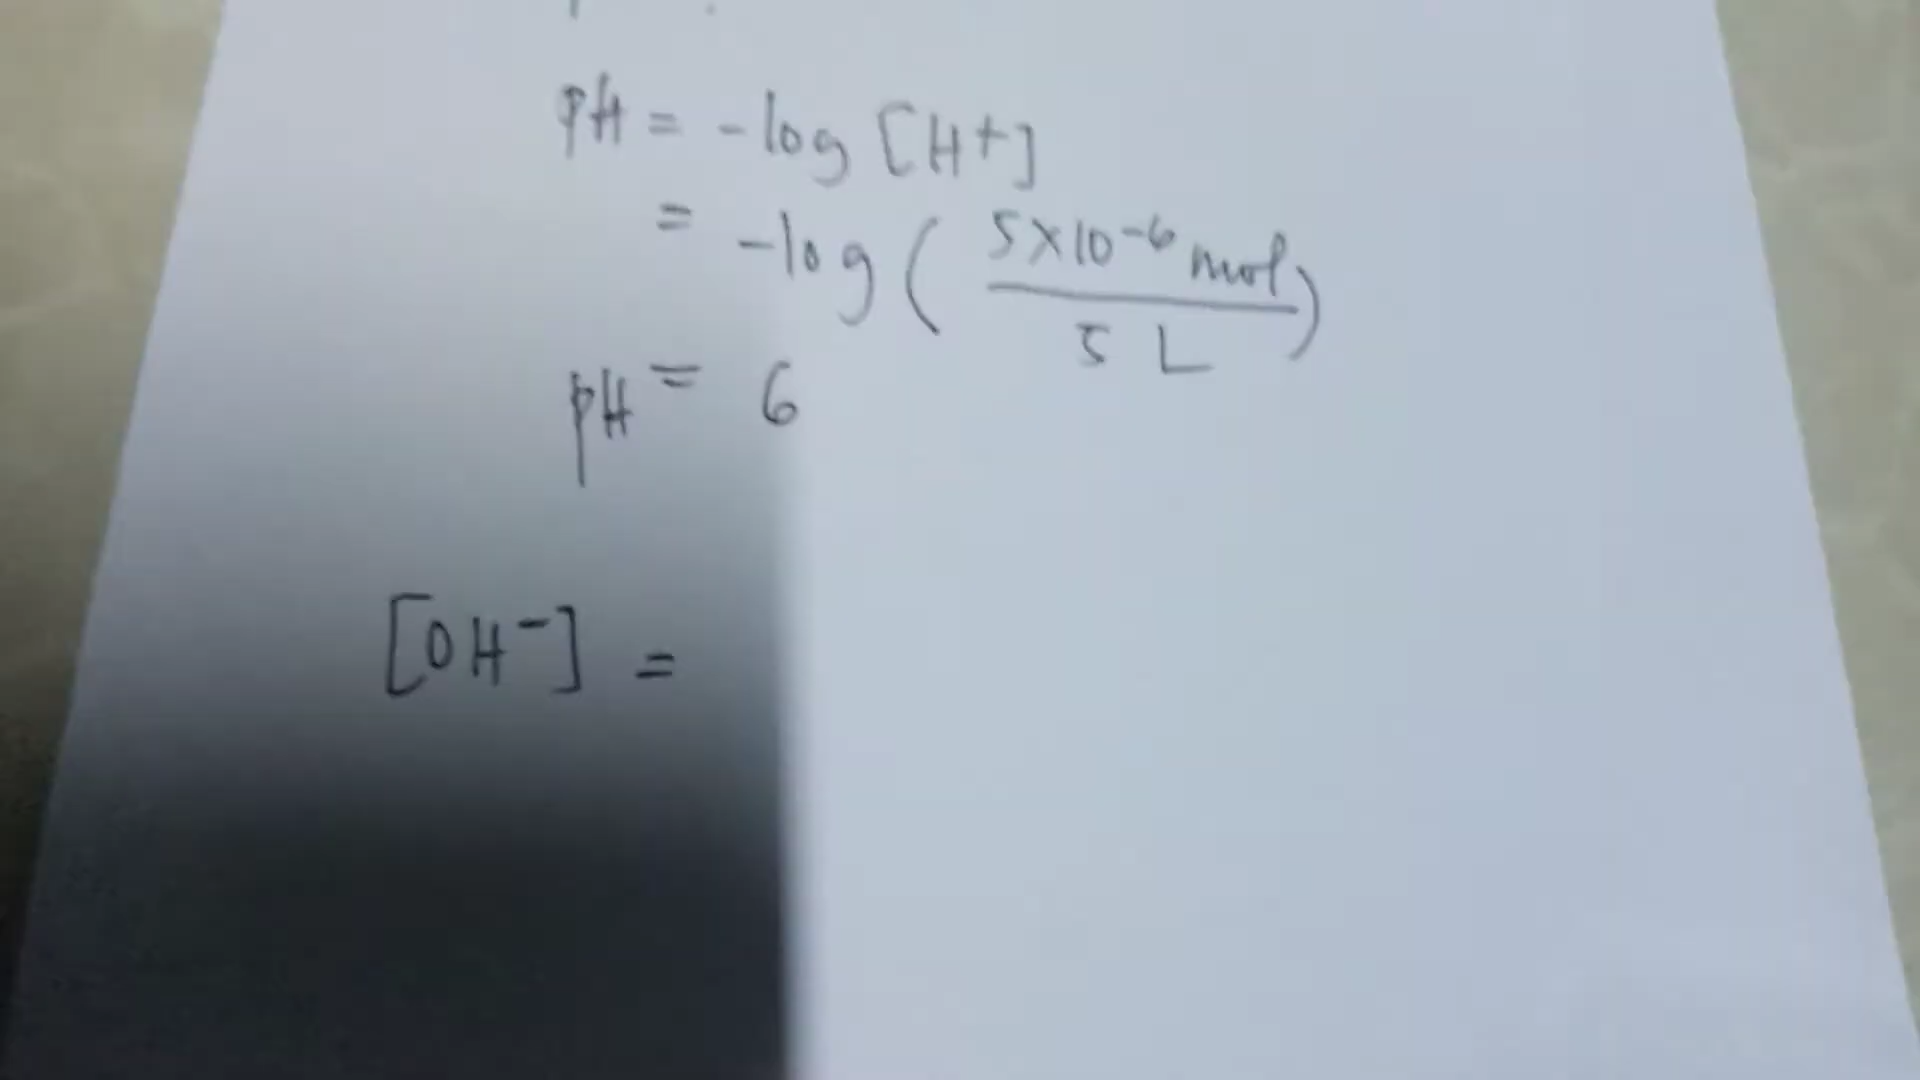 pH = -log [H+]
= -log ( 5×10⁻⁶ mol / 5 L )
pH = 6
[OH⁻] =